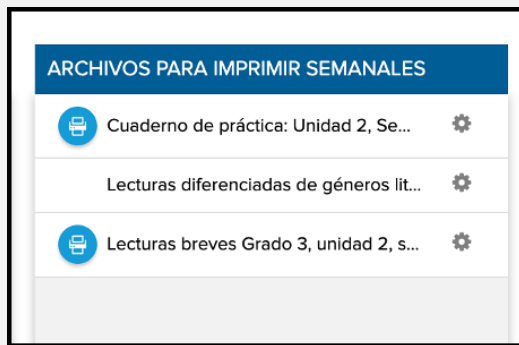 ARCHIVOS PARA IMPRIMIR SEMANALES
Cuaderno de práctica: Unidad 2, Se...
Lecturas diferenciadas de géneros lit...
Lecturas breves Grado 3, unidad 2, s...